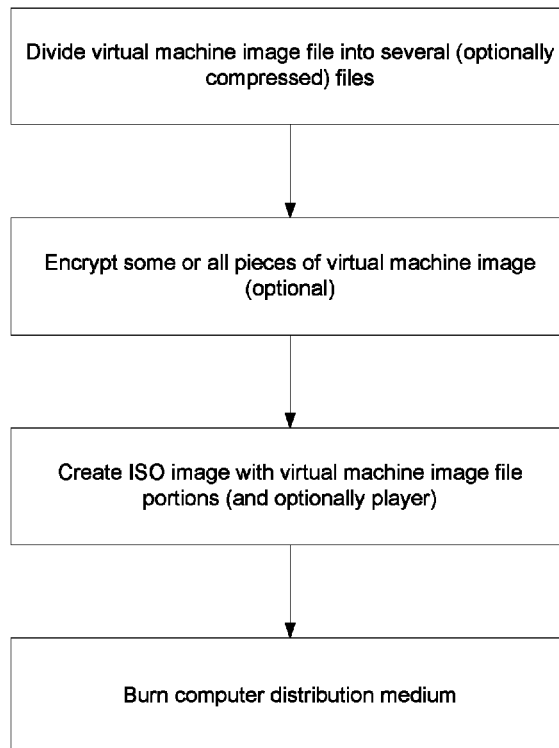 Divide virtual machine image file into several (optionally
compressed) files
Encrypt some or all pieces of virtual machine image
(optional)
Create ISO image with virtual machine image file
portions (and optionally player)
Burn computer distribution medium